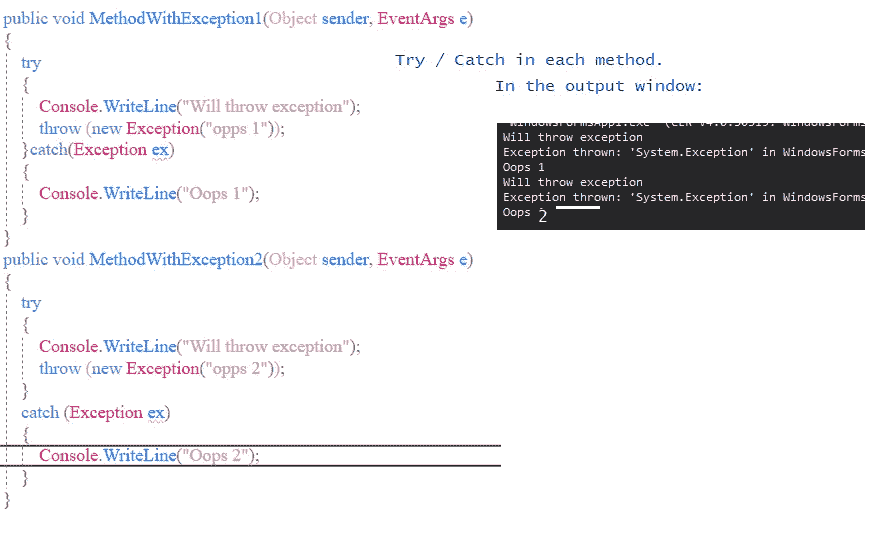 public void MethodWithException1(Object sender, EventArgs e)
{
try
{
Console.WriteLine("Will throw exception");
throw (new Exception("opps 1"));
}catch(Exception ex)
{
Console.WriteLine("Oops 1");
}
}
public void MethodWithException2(Object sender, EventArgs e)
{
try
{
Console.WriteLine("Will throw exception");
throw (new Exception("opps 2"));
}
catch (Exception ex)
{
Console.WriteLine("Oops 2");
}
}
Try / Catch in each method.
In the output window:
Will throw exception
Exception thrown: 'System.Exception' in WindowsForms
Oops 1
Will throw exception
Exception thrown: 'System.Exception' in WindowsForms
Oops 2